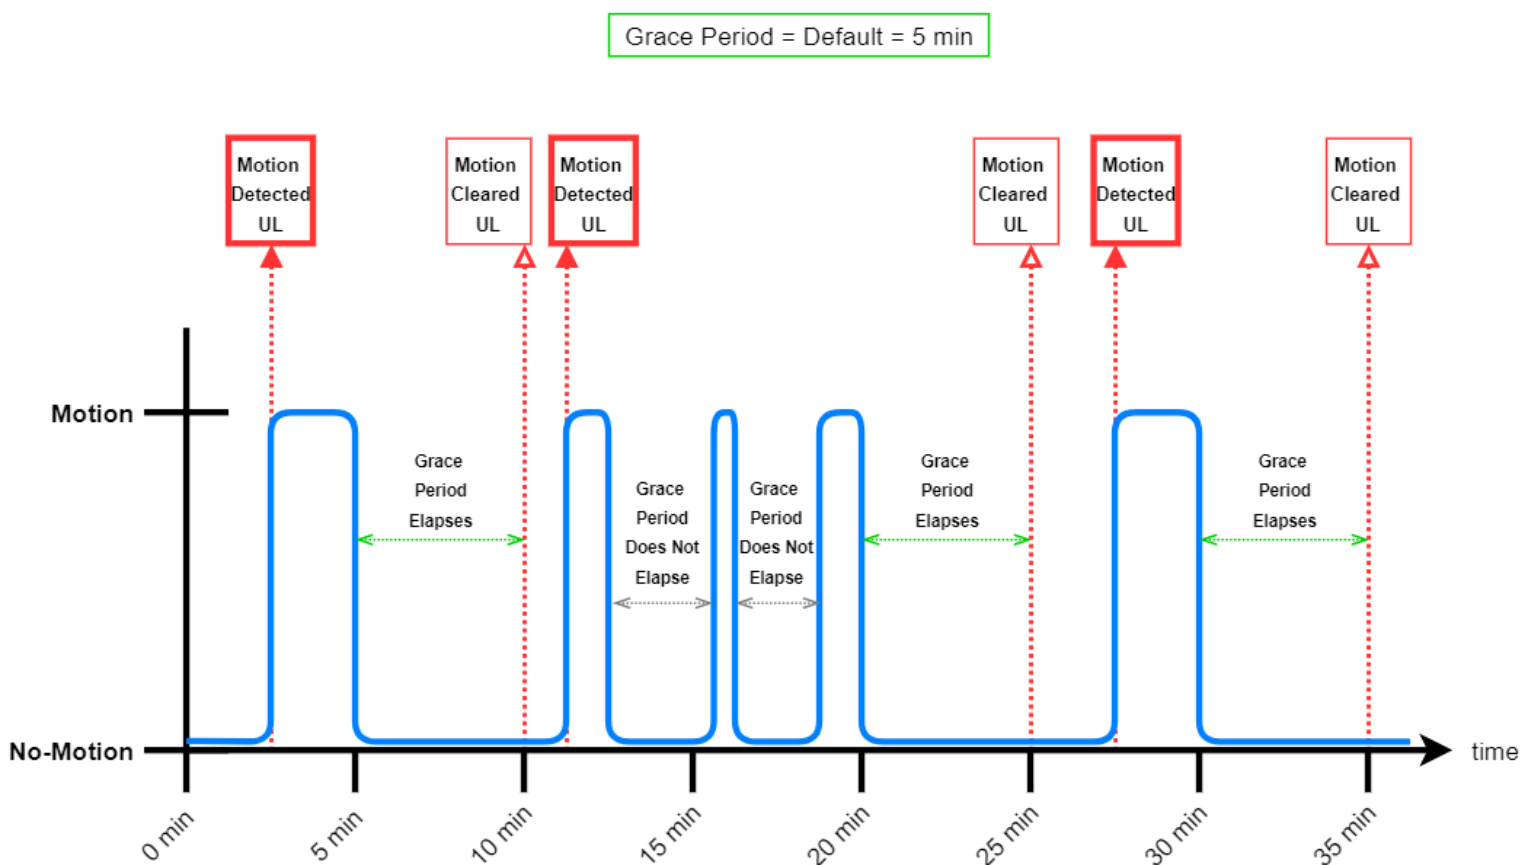 Grace Period = Default = 5 min
Motion
Detected
UL
Motion
Cleared
UL
Motion
Detected
UL
Motion
Cleared
UL
Motion
Detected
UL
Motion
Cleared
UL
Motion
Grace
Period
Elapses
Grace
Period
Does Not
Elapse
Grace
Period
Does Not
Elapse
Grace
Period
Elapses
Grace
Period
Elapses
No-Motion
time
0 min
5 min
10 min
15 min
20 min
25 min
30 min
35 min